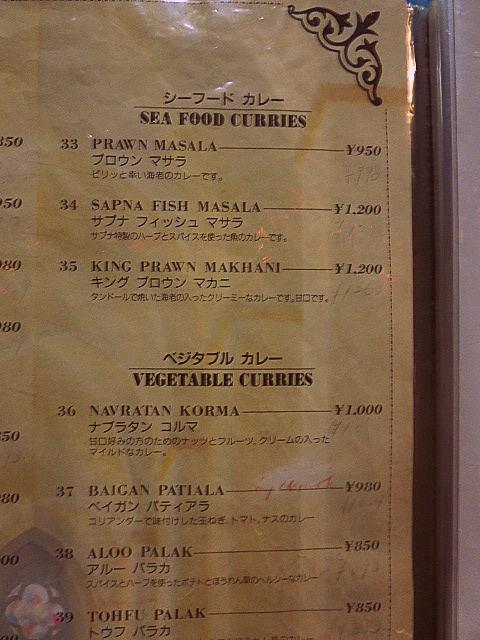 シーフード カレー
SEA FOOD CURRIES
850
33 PRAWN MASALA ¥950
プロウン マサラ
ピリッと辛い海老のカレーです。
950
34 SAPNA FISH MASALA ¥1,200
サプナ フィッシュ マサラ
サプナ特製のハーブとスパイスを使った魚のカレーです。
980
35 KING PRAWN MAKHANI ¥1,200
キング プロウン マカニ
タンドールで焼いた海老の入ったクリーミーなカレーです。甘口です。
980
ベジタブル カレー
VEGETABLE CURRIES
36 NAVRATAN KORMA ¥1,000
ナブラタン コルマ
850
甘口好みの方のためのナッツとフルーツ、クリームの入った
マイルドなカレー。
37 BAIGAN PATIALA ¥980
980
ベイガン パティアラ
コリアンダーで味付けした玉ねぎ、トマト、ナスのカレー
38 ALOO PALAK ¥850
アルー パラカ
スパイスとハーブを使ったポテトとほうれん草のヘルシーなカレー
39 TOHFU PALAK ¥850
トウフ パラカ